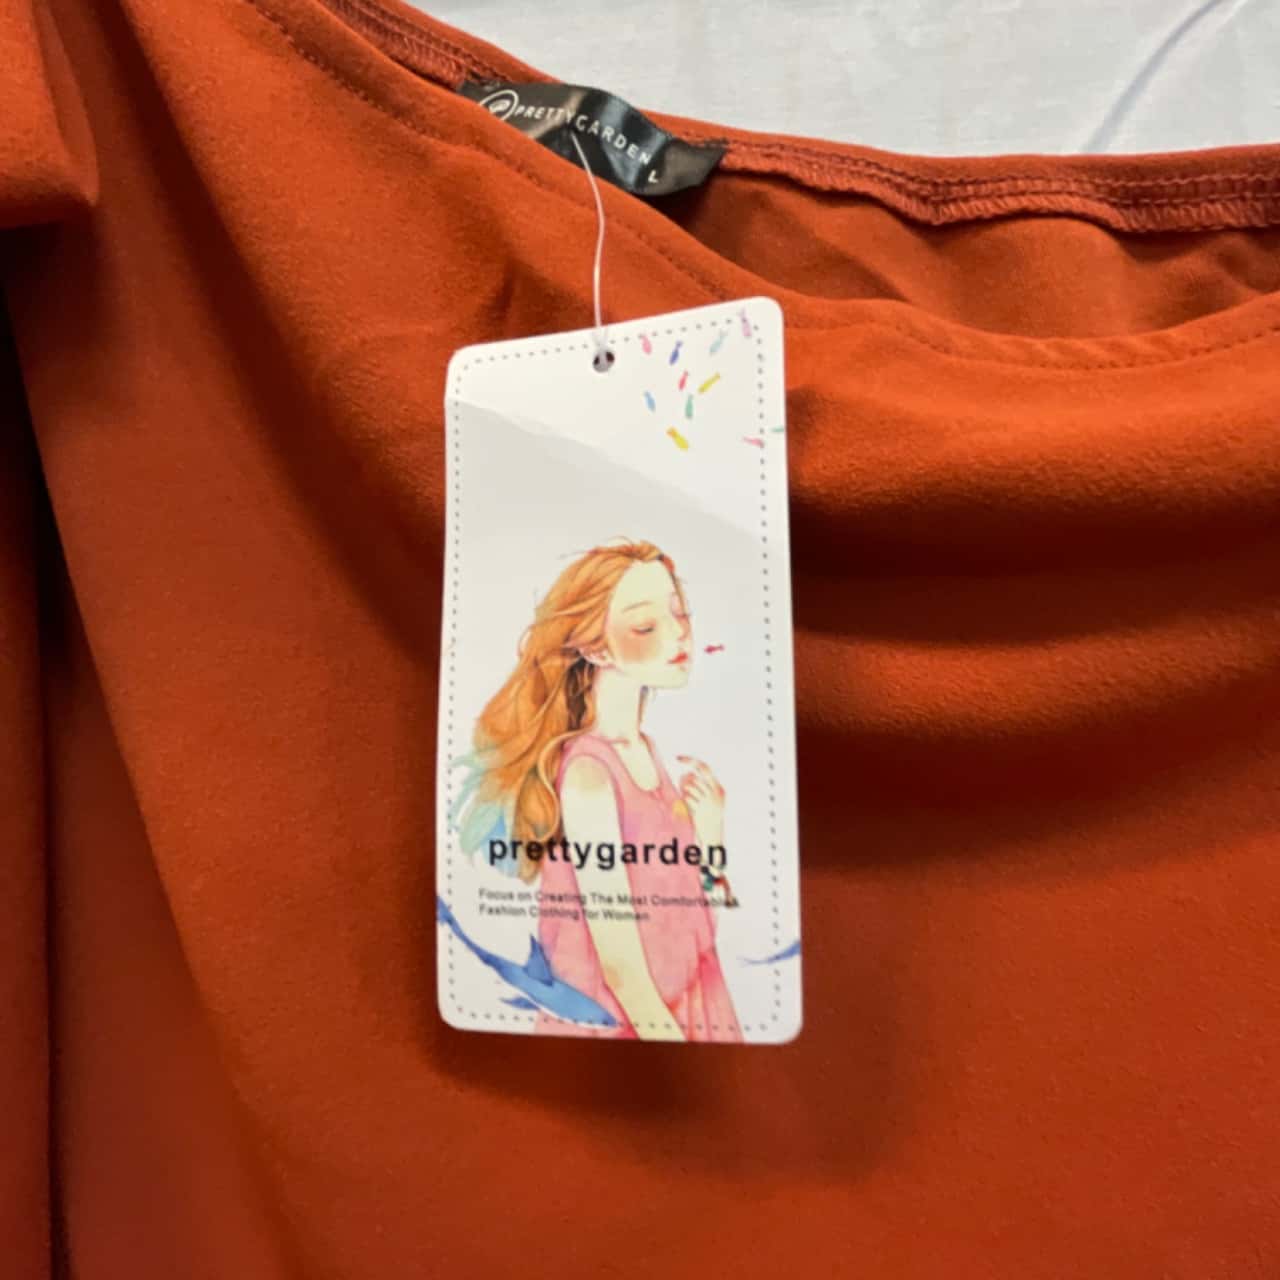 PRETTYGARDEN
L
prettygarden
Focus on Creating The Most Comfortable&
Fashion Clothing for Women